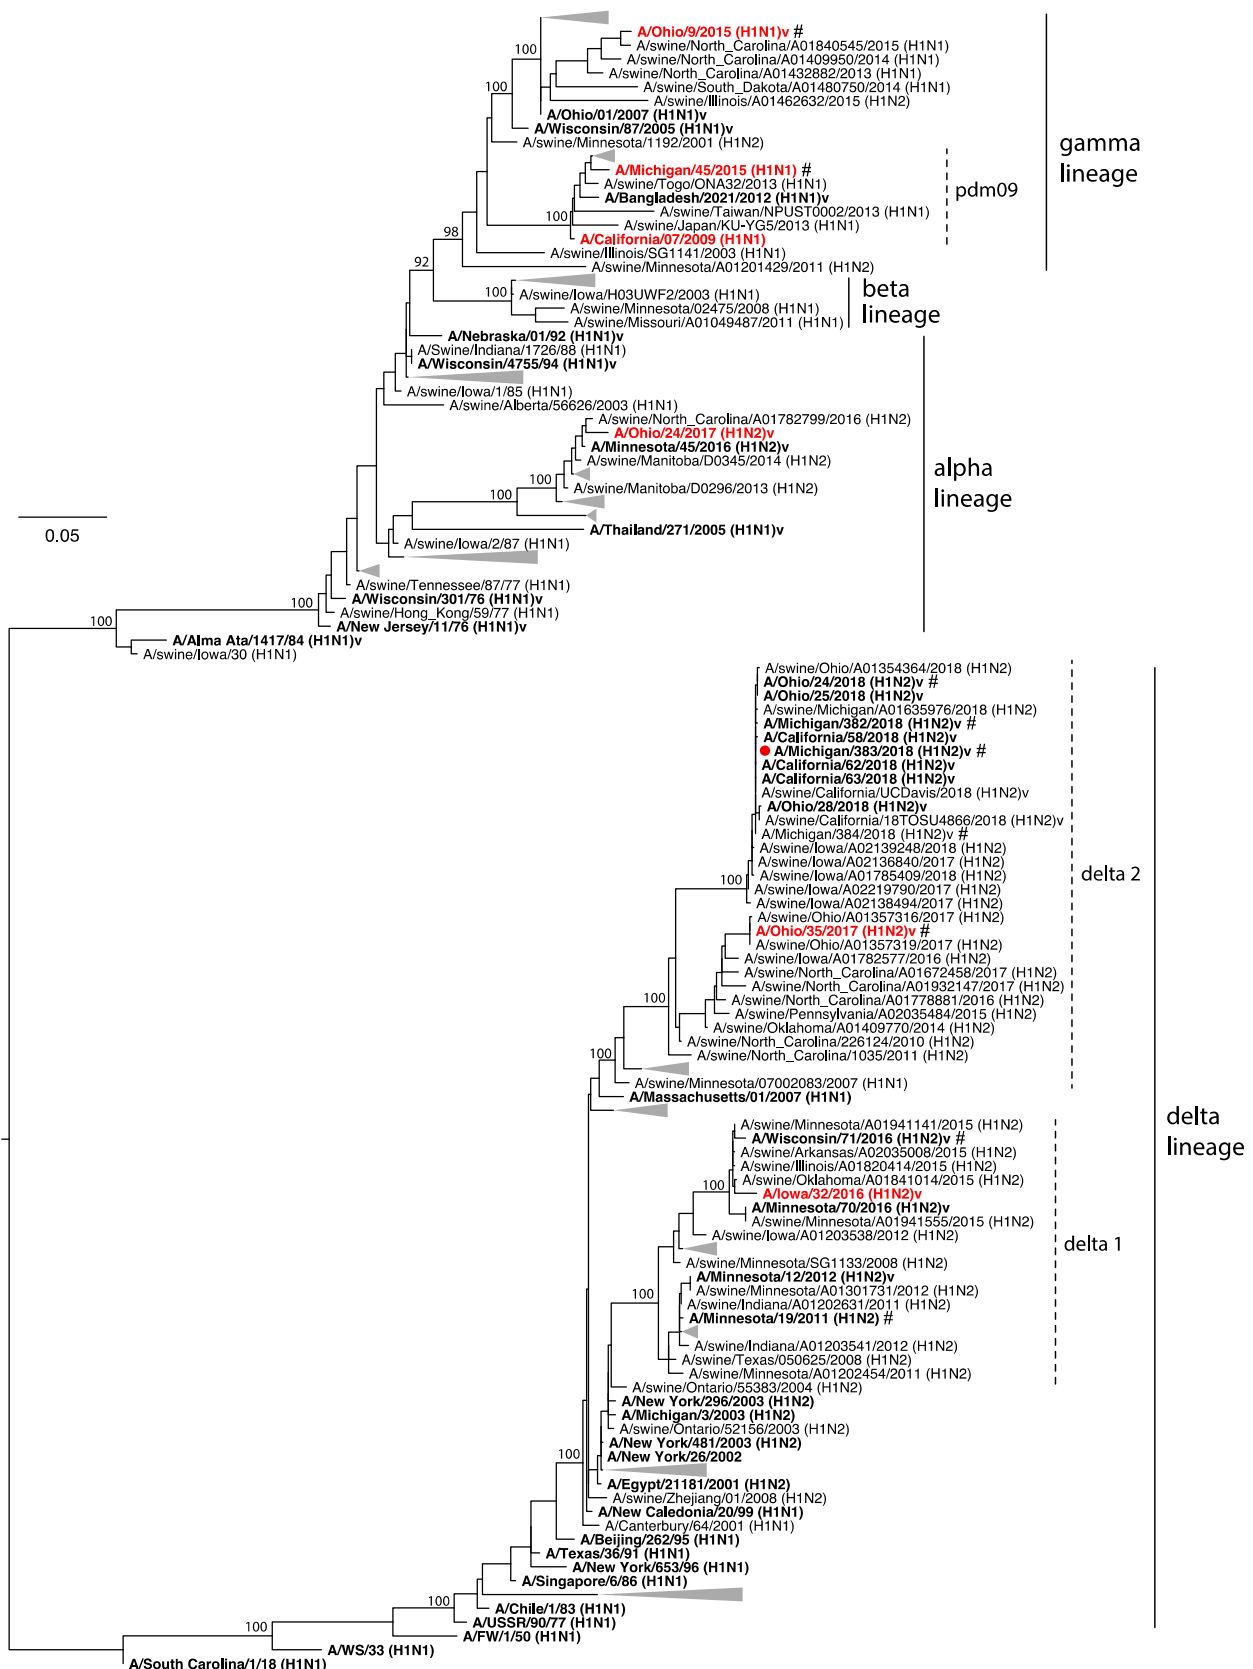 A/Ohio/9/2015 (H1N1)v #
A/swine/North_Carolina/A01840545/2015 (H1N1)
100
A/swine/North_Carolina/A01409950/2014 (H1N1)
A/swine/North_Carolina/A01432882/2013 (H1N1)
100
A/swine/South_Dakota/A01480750/2014 (H1N1)
A/swine/Illinois/A01462632/2015 (H1N2)
A/Ohio/01/2007 (H1N1)v
A/Wisconsin/87/2005 (H1N1)v
A/swine/Minnesota/1192/2001 (H1N2)
gamma
lineage
A/Michigan/45/2015 (H1N1) #
A/swine/Togo/ONA32/2013 (H1N1)
pdm09
A/Bangladesh/2021/2012 (H1N1)v
A/swine/Taiwan/NPUST0002/2013 (H1N1)
100
A/swine/Japan/KU-YG5/2013 (H1N1)
98
A/California/07/2009 (H1N1)
A/swine/Illinois/SG1141/2003 (H1N1)
92
A/swine/Minnesota/A01201429/2011 (H1N2)
100
A/swine/Iowa/H03UWF2/2003 (H1N1)
A/swine/Minnesota/02475/2008 (H1N1)
A/swine/Missouri/A01049487/2011 (H1N1)
beta
lineage
A/Nebraska/01/92 (H1N1)v
A/Swine/Indiana/1726/88 (H1N1)
A/Wisconsin/4755/94 (H1N1)v
A/swine/Iowa/1/85 (H1N1)
A/swine/Alberta/56626/2003 (H1N1)
A/swine/North_Carolina/A01782799/2016 (H1N2)
A/Ohio/24/2017 (H1N2)v
A/Minnesota/45/2016 (H1N2)v
A/swine/Manitoba/D0345/2014 (H1N2)
100
A/swine/Manitoba/D0296/2013 (H1N2)
100
alpha
lineage
A/Thailand/271/2005 (H1N1)v
0.05
A/swine/Iowa/2/87 (H1N1)
A/swine/Tennessee/87/77 (H1N1)
A/Wisconsin/301/76 (H1N1)v
100
A/swine/Hong_Kong/59/77 (H1N1)
A/New Jersey/11/76 (H1N1)v
100
A/Alma Ata/1417/84 (H1N1)v
A/swine/Iowa/30 (H1N1)
A/swine/Ohio/A01354364/2018 (H1N2)
A/Ohio/24/2018 (H1N2)v #
A/Ohio/25/2018 (H1N2)v
A/swine/Michigan/A01635976/2018 (H1N2)
A/Michigan/382/2018 (H1N2)v #
A/California/58/2018 (H1N2)v
A/Michigan/383/2018 (H1N2)v #
A/California/62/2018 (H1N2)v
A/California/63/2018 (H1N2)v
A/swine/California/UCDavis/2018 (H1N2)v
A/Ohio/28/2018 (H1N2)v
A/swine/California/18TOSU4866/2018 (H1N2)v
A/Michigan/384/2018 (H1N2)v #
A/swine/Iowa/A02139248/2018 (H1N2)
A/swine/Iowa/A02136840/2017 (H1N2)
A/swine/Iowa/A01785409/2018 (H1N2)
delta 2
100
A/swine/Iowa/A02219790/2017 (H1N2)
A/swine/Iowa/A02138494/2017 (H1N2)
A/swine/Ohio/A01357316/2017 (H1N2)
A/Ohio/35/2017 (H1N2)v #
A/swine/Ohio/A01357319/2017 (H1N2)
A/swine/Iowa/A01782577/2016 (H1N2)
A/swine/North_Carolina/A01672458/2017 (H1N2)
A/swine/North_Carolina/A01932147/2017 (H1N2)
100
A/swine/North_Carolina/A01778881/2016 (H1N2)
A/swine/Pennsylvania/A02035484/2015 (H1N2)
A/swine/Oklahoma/A01409770/2014 (H1N2)
A/swine/North_Carolina/226124/2010 (H1N2)
100
A/swine/North_Carolina/1035/2011 (H1N2)
A/swine/Minnesota/07002083/2007 (H1N1)
A/Massachusetts/01/2007 (H1N1)
delta
lineage
A/swine/Minnesota/A01941141/2015 (H1N2)
A/Wisconsin/71/2016 (H1N2)v #
A/swine/Arkansas/A02035008/2015 (H1N2)
A/swine/Illinois/A01820414/2015 (H1N2)
100
A/swine/Oklahoma/A01841014/2015 (H1N2)
A/Iowa/32/2016 (H1N2)v
A/Minnesota/70/2016 (H1N2)v
A/swine/Minnesota/A01941555/2015 (H1N2)
A/swine/Iowa/A01203538/2012 (H1N2)
delta 1
A/swine/Minnesota/SG1133/2008 (H1N2)
A/Minnesota/12/2012 (H1N2)v
A/swine/Minnesota/A01301731/2012 (H1N2)
100
A/swine/Indiana/A01202631/2011 (H1N2)
A/Minnesota/19/2011 (H1N2) #
A/swine/Indiana/A01203541/2012 (H1N2)
A/swine/Texas/050625/2008 (H1N2)
A/swine/Minnesota/A01202454/2011 (H1N2)
A/swine/Ontario/55383/2004 (H1N2)
A/New York/296/2003 (H1N2)
A/Michigan/3/2003 (H1N2)
A/swine/Ontario/52156/2003 (H1N2)
A/New York/481/2003 (H1N2)
100
A/New York/26/2002
A/Egypt/21181/2001 (H1N2)
A/swine/Zhejiang/01/2008 (H1N2)
A/New Caledonia/20/99 (H1N1)
A/Canterbury/64/2001 (H1N1)
A/Beijing/262/95 (H1N1)
A/Texas/36/91 (H1N1)
A/New York/653/96 (H1N1)
A/Singapore/6/86 (H1N1)
100
A/Chile/1/83 (H1N1)
A/USSR/90/77 (H1N1)
100
A/FW/1/50 (H1N1)
A/WS/33 (H1N1)
A/South Carolina/1/18 (H1N1)